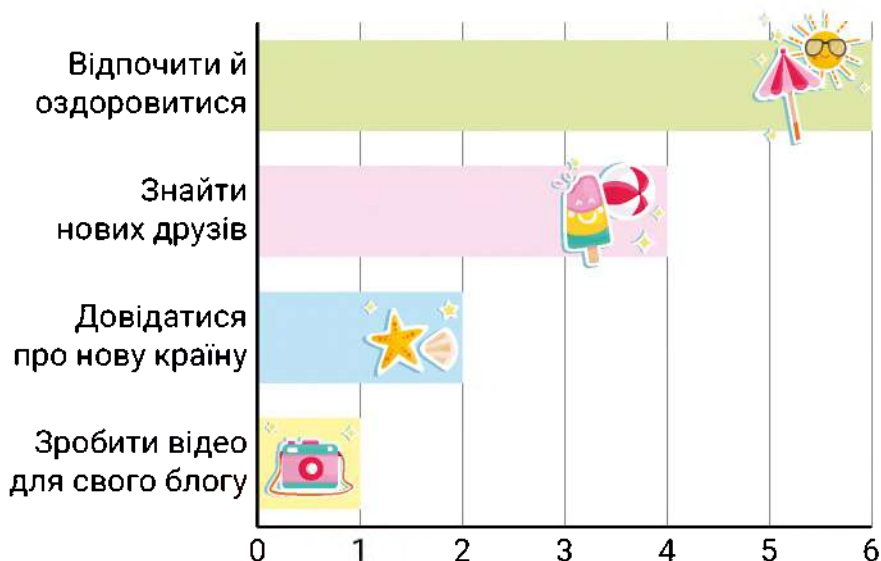 Відпочити й
оздоровитися
Знайти
нових друзів
Довідатися
про нову країну
Зробити відео
для свого блогу
0 1 2 3 4 5 6